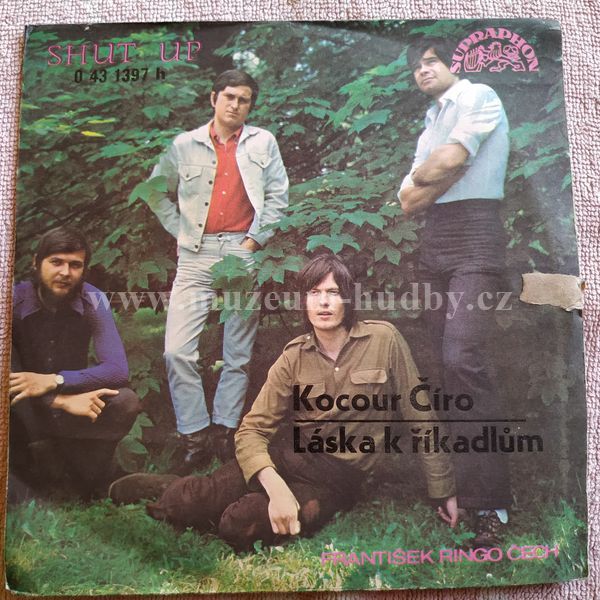 SHUT UP
0 43 1397 h
SUPRAPHON
www.muzeum-hudby.cz
Kocour Číro
Láska k říkadlům
FRANTIŠEK RINGO ČECH